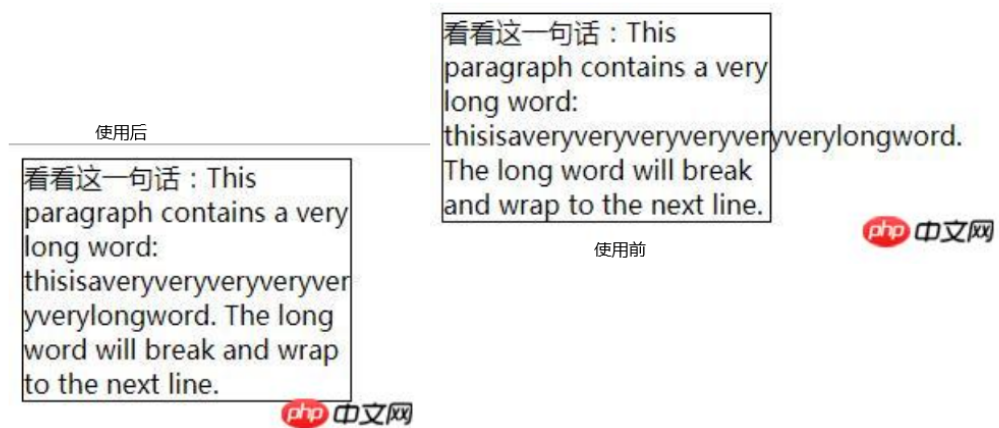 使用后
看看这一句话：This
paragraph contains a very
long word:
thisisaveryveryveryveryver
yverylongword. The long
word will break and wrap
to the next line.
php中文网
看看这一句话：This
paragraph contains a very
long word:
thisisaveryveryveryveryveryverylongword.
The long word will break
and wrap to the next line.
php中文网
使用前